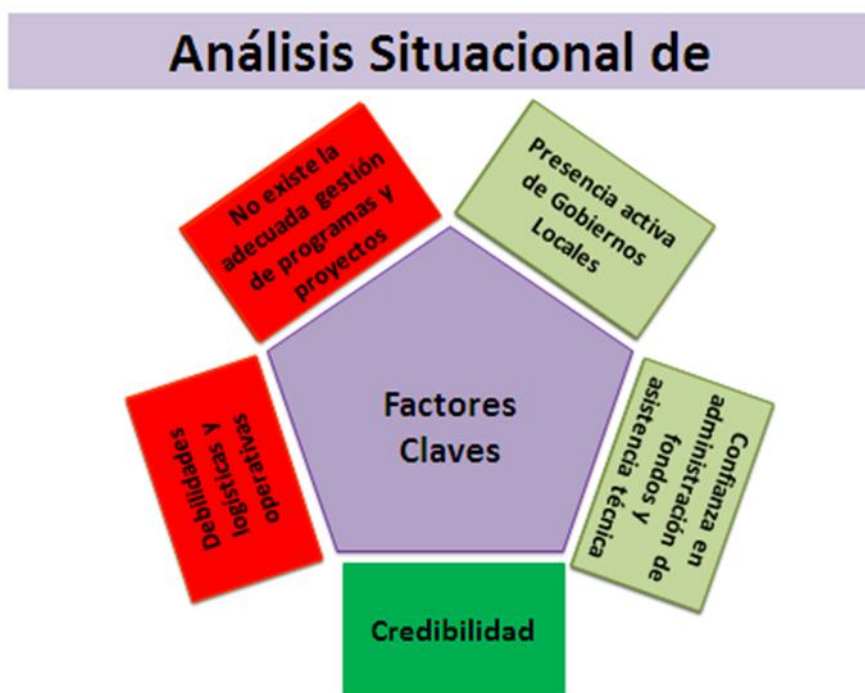 Análisis Situacional de
No existe la
adecuada gestión
de programas y
proyectos
Presencia activa
de Gobiernos
Locales
Factores
Claves
Debilidades
logísticas y
operativas
Confianza en
administración de
fondos y
asistencia técnica
Credibilidad